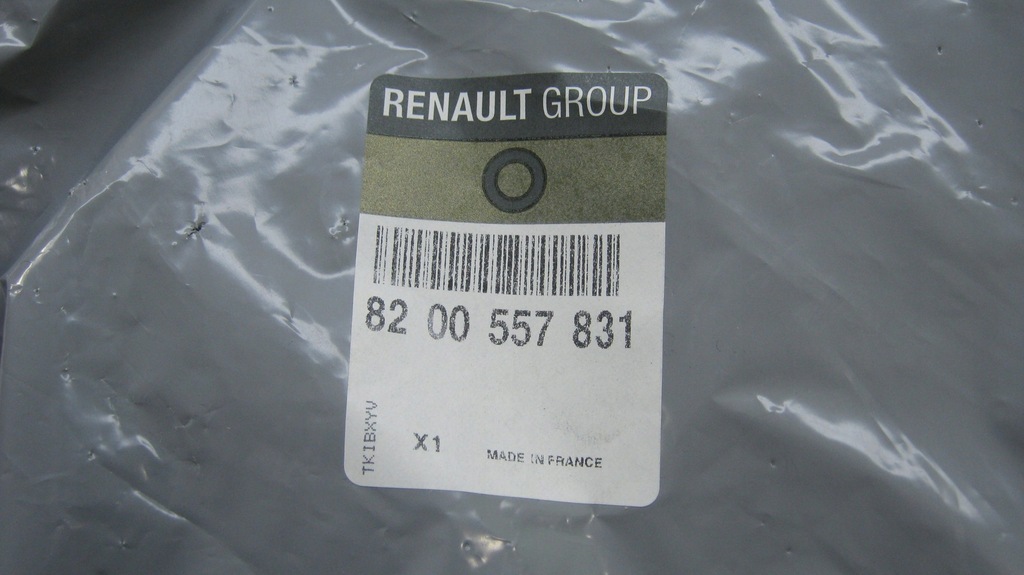 RENAULT GROUP
82 00 557 831
TKIBXYV
X1
MADE IN FRANCE